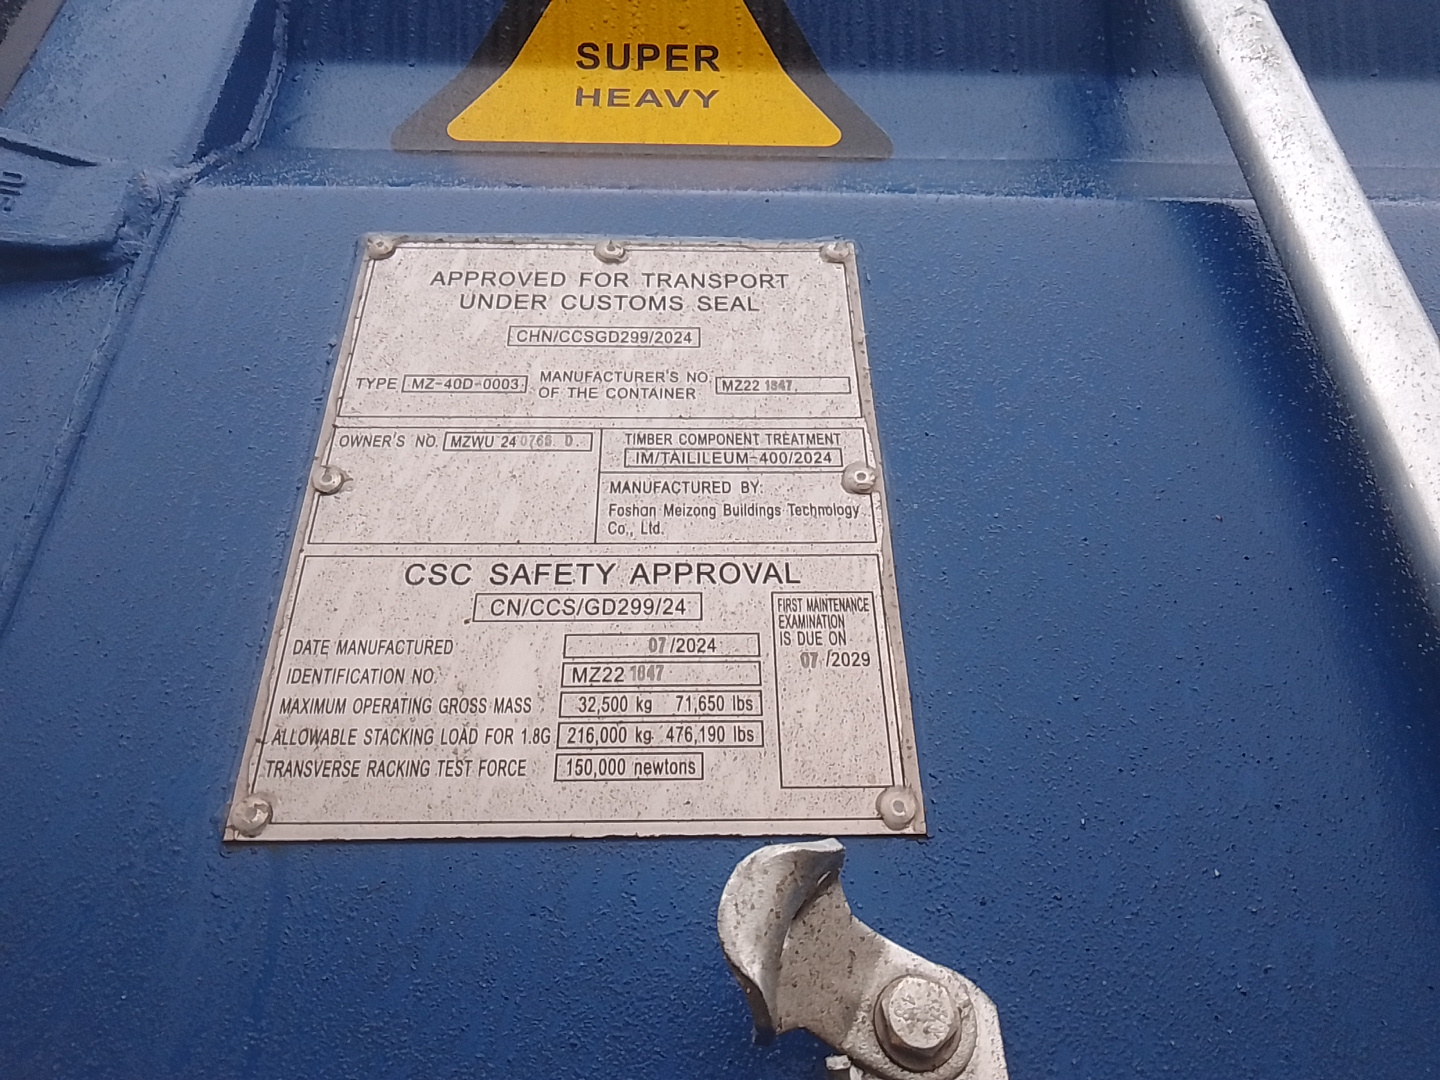 SUPER
HEAVY
APPROVED FOR TRANSPORT
UNDER CUSTOMS SEAL
CHN/CCSGD299/2024
TYPE MZ-40D-0003 MANUFACTURER'S NO. MZ22 1847
OF THE CONTAINER
OWNER'S NO. MZWU 24
TIMBER COMPONENT TREATMENT
IM/TAILILEUM-400/2024
MANUFACTURED BY:
Foshan Meizong Buildings Technology
Co., Ltd.
CSC SAFETY APPROVAL
CN/CCS/GD299/24
DATE MANUFACTURED 07/2024
IDENTIFICATION NO. MZ22 1847
MAXIMUM OPERATING GROSS MASS 32,500 kg 71,650 lbs
ALLOWABLE STACKING LOAD FOR 1.8G 216,000 kg 476,190 lbs
TRANSVERSE RACKING TEST FORCE 150,000 newtons
FIRST MAINTENANCE
EXAMINATION
IS DUE ON
07 /2029